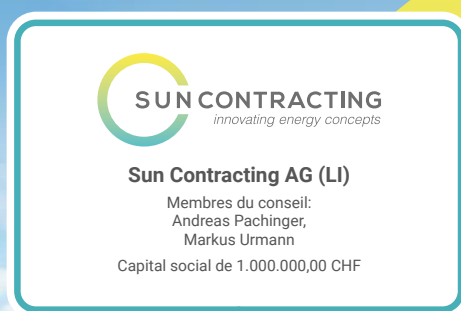 SUN CONTRACTING
innovating energy concepts
Sun Contracting AG (LI)
Membres du conseil:
Andreas Pachinger,
Markus Urmann
Capital social de 1.000.000,00 CHF